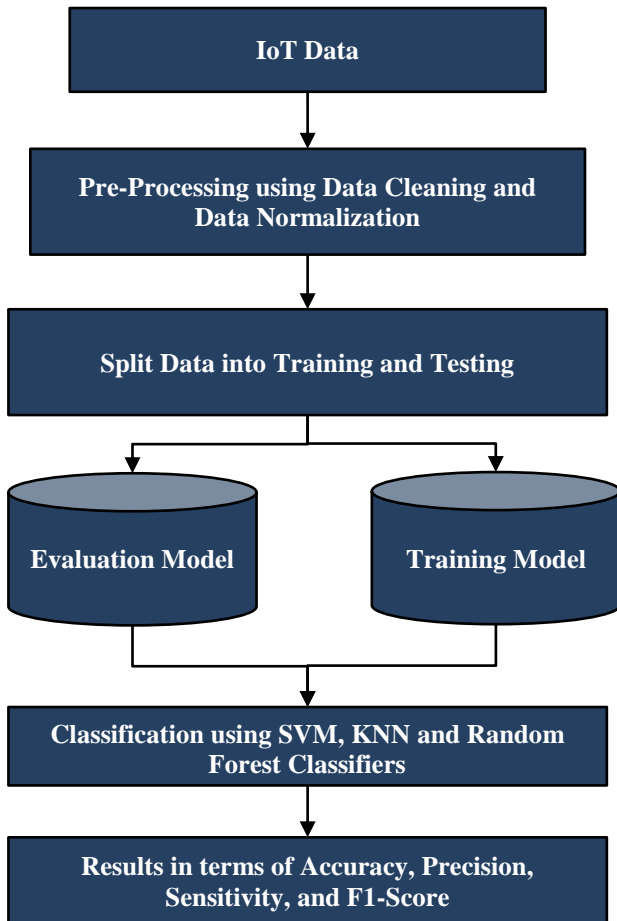 IoT Data
Pre-Processing using Data Cleaning and
Data Normalization
Split Data into Training and Testing
Evaluation Model
Training Model
Classification using SVM, KNN and Random
Forest Classifiers
Results in terms of Accuracy, Precision,
Sensitivity, and F1-Score